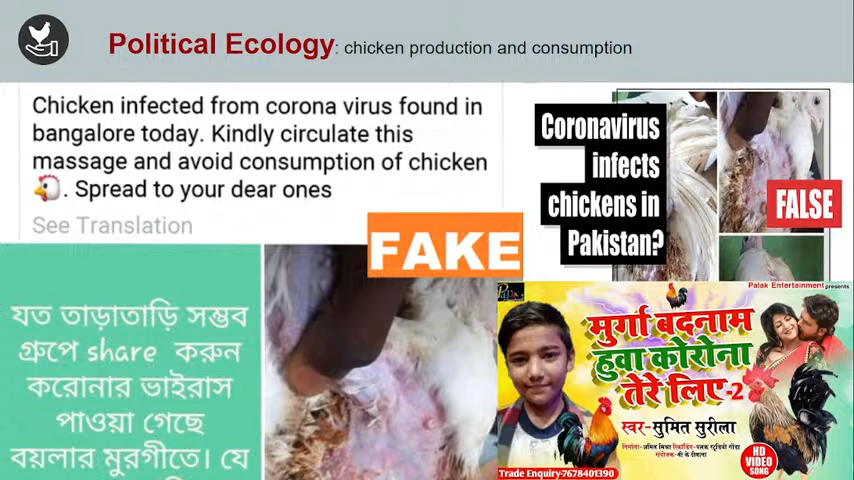 Political Ecology: chicken production and consumption
Chicken infected from corona virus found in
bangalore today. Kindly circulate this
massage and avoid consumption of chicken
🐔. Spread to your dear ones
See Translation
FAKE
Coronavirus
infects
chickens in
Pakistan?
FALSE
যত তাড়াতাড়ি সম্ভব
গ্রুপে share করুন
করোনার ভাইরাস
পাওয়া গেছে
বয়লার মুরগীতে। যে
Palak Entertainment presents
मुर्गा बदनाम
हुवा कोरोना
तेरे लिए-2
स्वर-सुमित सुरीला
Trade Enquiry-7678401390
HD
VIDEO
SONG